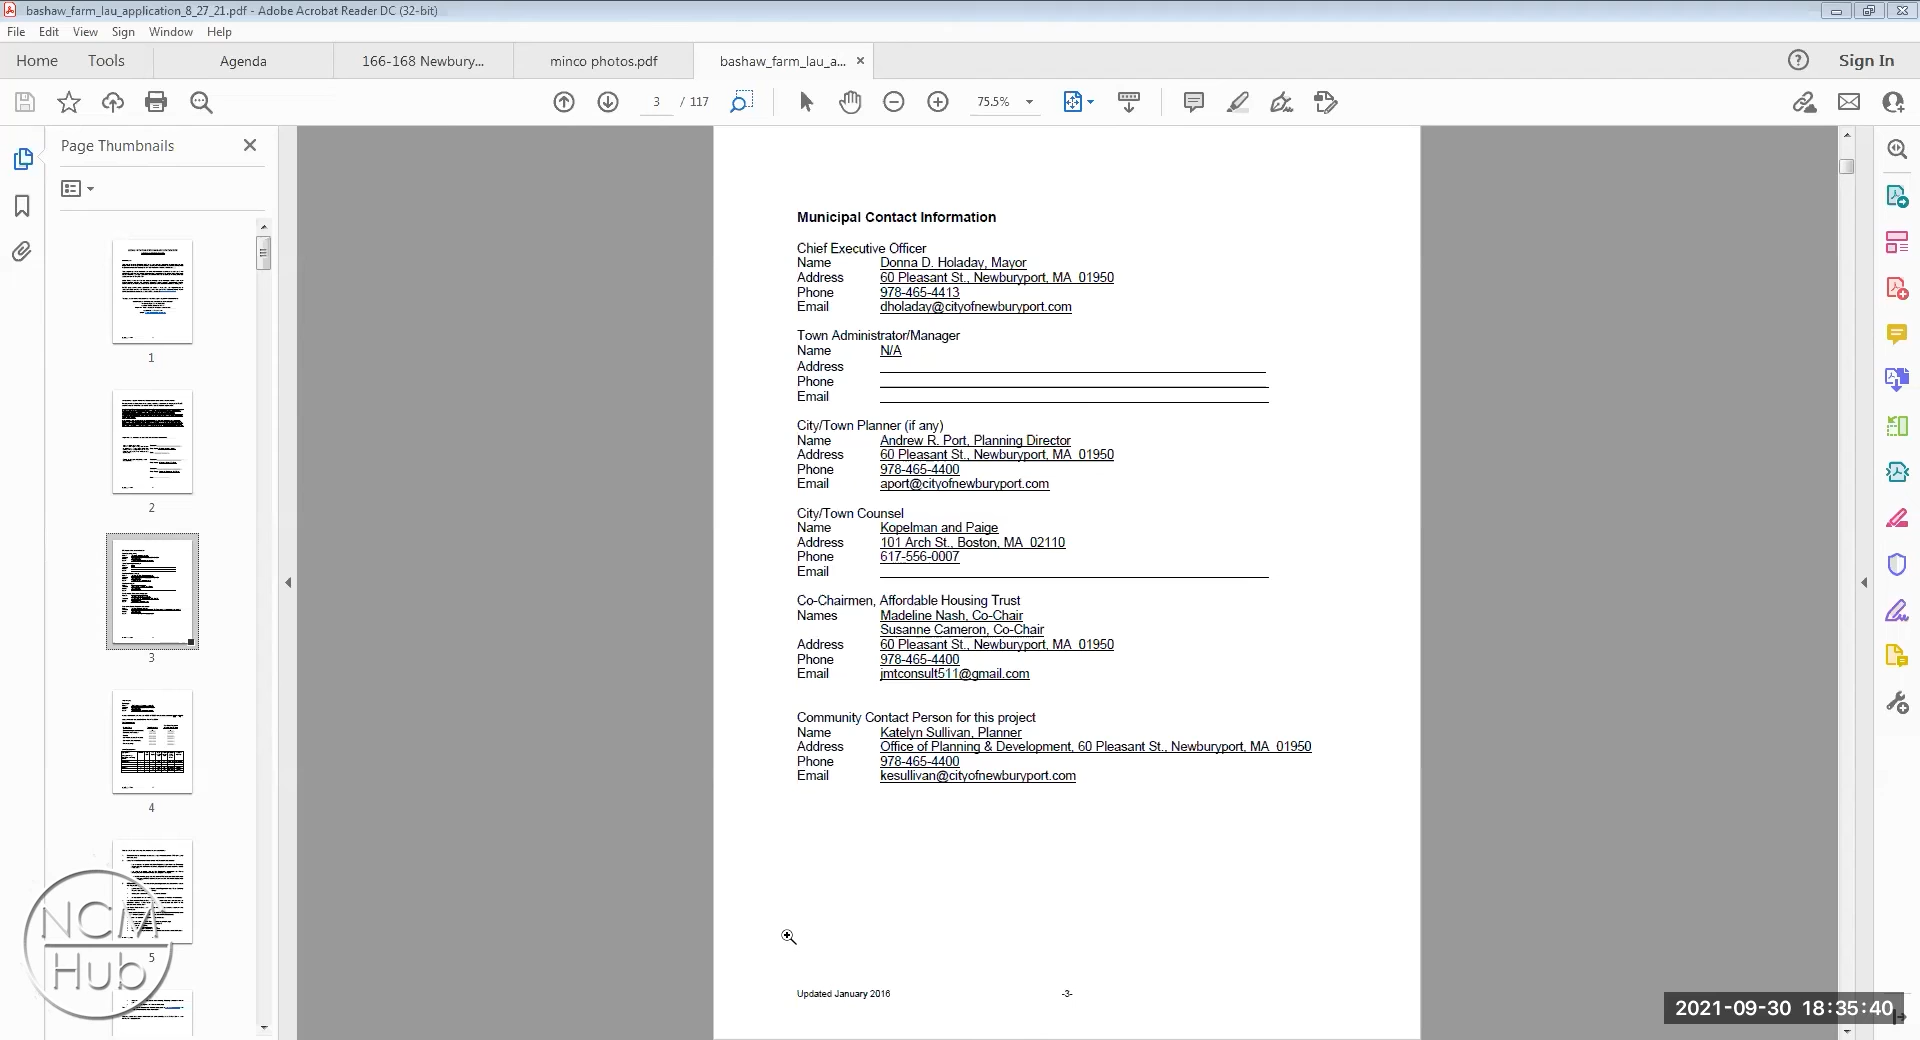 bashaw_farm_lau_application_8_27_21.pdf - Adobe Acrobat Reader DC (32-bit)
File Edit View Sign Window Help
Home Tools Agenda 166-168 Newbury... minco photos.pdf bashaw_farm_lau_a... Sign In
3 / 117 75.5%
Page Thumbnails
1
2
3
4
5
Municipal Contact Information
Chief Executive Officer
Name Donna D. Holaday, Mayor
Address 60 Pleasant St., Newburyport, MA 01950
Phone 978-465-4413
Email dholaday@cityofnewburyport.com
Town Administrator/Manager
Name N/A
Address
Phone
Email
City/Town Planner (if any)
Name Andrew R. Port, Planning Director
Address 60 Pleasant St., Newburyport, MA 01950
Phone 978-465-4400
Email aport@cityofnewburyport.com
City/Town Counsel
Name Kopelman and Paige
Address 101 Arch St., Boston, MA 02110
Phone 617-556-0007
Email
Co-Chairmen, Affordable Housing Trust
Names Madeline Nash, Co-Chair
Susanne Cameron, Co-Chair
Address 60 Pleasant St., Newburyport, MA 01950
Phone 978-465-4400
Email jmtconsult511@gmail.com
Community Contact Person for this project
Name Katelyn Sullivan, Planner
Address Office of Planning & Development, 60 Pleasant St., Newburyport, MA 01950
Phone 978-465-4400
Email kesullivan@cityofnewburyport.com
Updated January 2016 -3-
NCM
Hub
2021-09-30 18:35:40